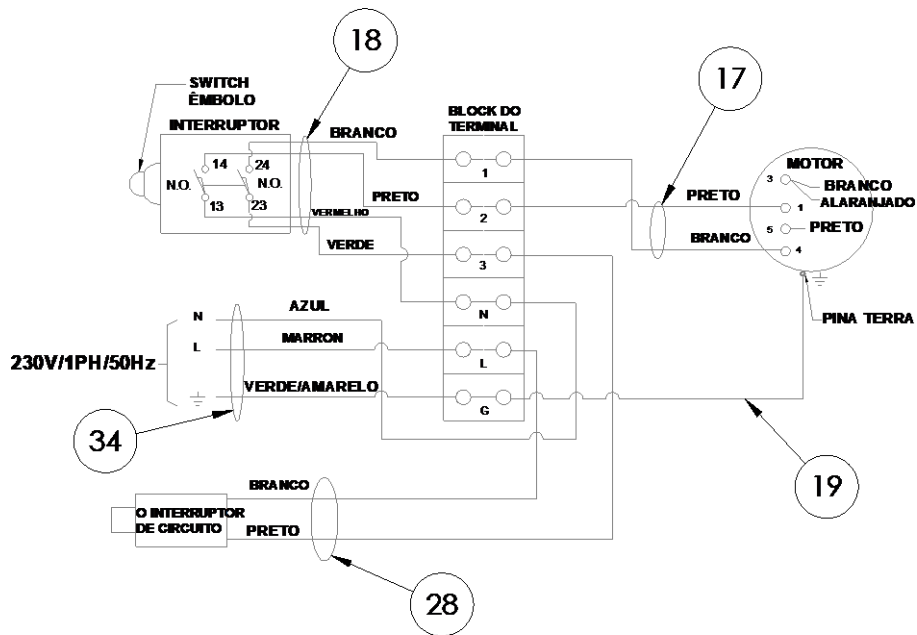 18
17
SWITCH
ÊMBOLO
INTERRUPTOR
BRANCO
BLOCK DO
TERMINAL
14
24
N.O.
N.O.
13
23
PRETO
VERMELHO
VERDE
1
2
3
N
L
G
PRETO
BRANCO
MOTOR
3
BRANCO
ALARANJADO
1
5
PRETO
4
PINA TERRA
230V/1PH/50Hz
N
L
AZUL
MARRON
VERDE/AMARELO
34
19
BRANCO
O INTERRUPTOR
DE CIRCUITO
PRETO
28